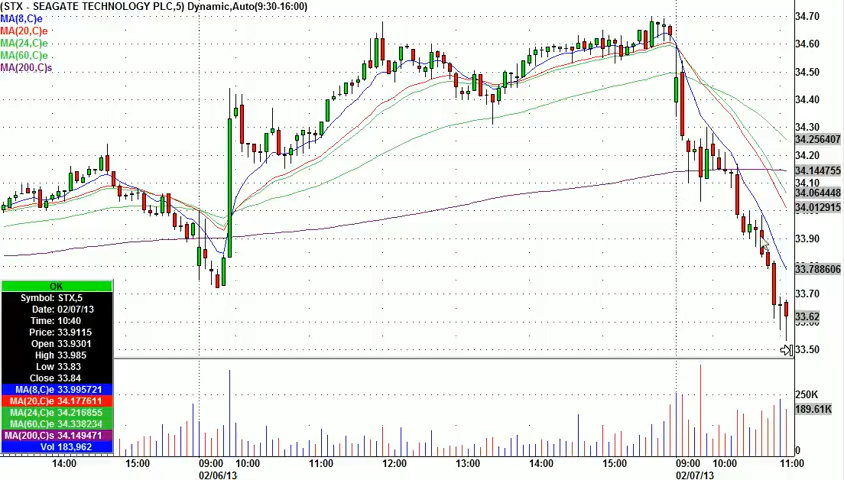 (STX - SEAGATE TECHNOLOGY PLC,5) Dynamic,Auto(9:30-16:00)
MA(8,C)e
MA(20,C)e
MA(24,C)e
MA(60,C)e
MA(200,C)s
34.70
34.60
34.50
34.40
34.30
34.256407
34.20
34.144755
34.10
34.064448
34.012915
33.90
33.788606
33.70
33.62
33.50
OK
Symbol: STX,5
Date: 02/07/13
Time: 10:40
Price: 33.9115
Open 33.9301
High 33.985
Low 33.83
Close 33.84
MA(8,C)e 33.995721
MA(20,C)e 34.177611
MA(24,C)e 34.216855
MA(60,C)e 34.338234
MA(200,C)s 34.149471
Vol 183,962
250K
189.61K
0
14:00 15:00 09:00 10:00 11:00 12:00 13:00 14:00 15:00 09:00 10:00 11:00
02/06/13 02/07/13